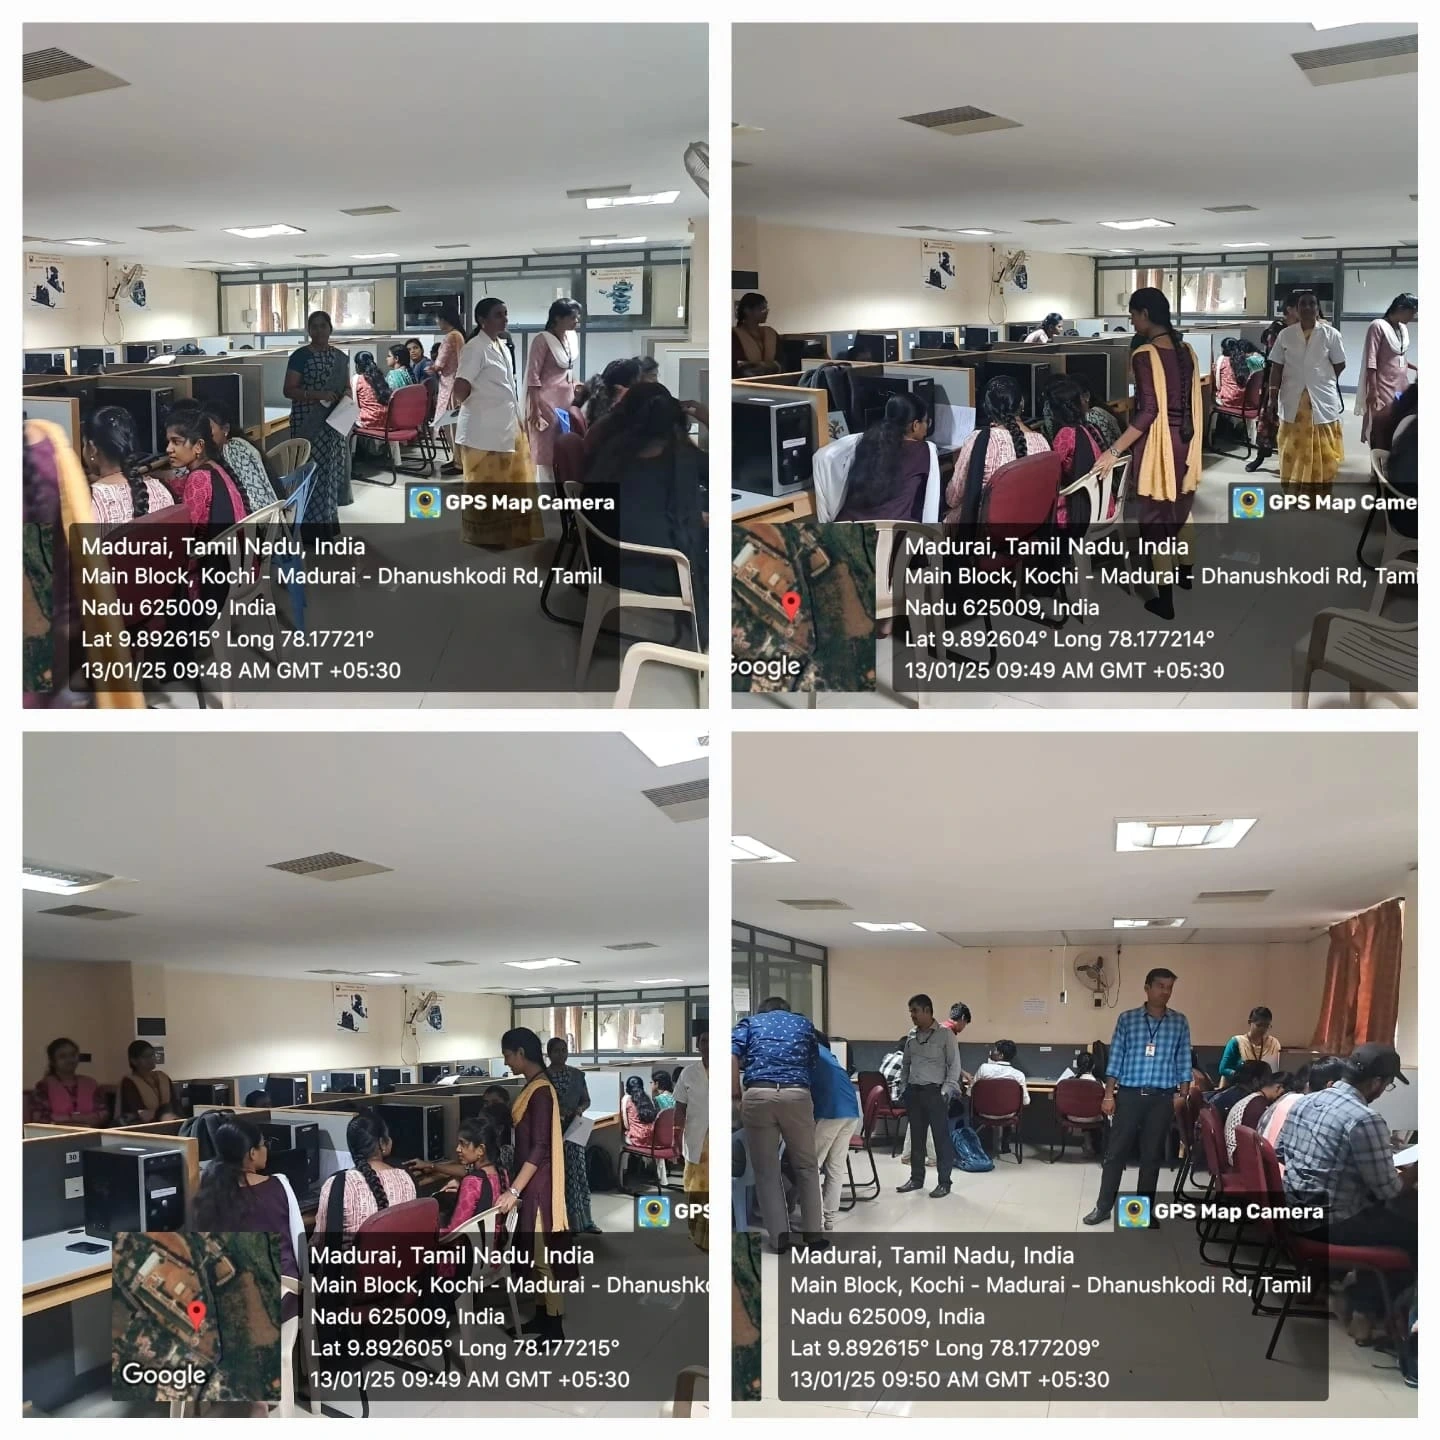 GPS Map Camera
Madurai, Tamil Nadu, India
Main Block, Kochi - Madurai - Dhanushkodi Rd, Tamil
Nadu 625009, India
Lat 9.892615° Long 78.17721°
13/01/25 09:48 AM GMT +05:30
GPS Map Came
Google
Madurai, Tamil Nadu, India
Main Block, Kochi - Madurai - Dhanushkodi Rd, Tami
Nadu 625009, India
Lat 9.892604° Long 78.177214°
13/01/25 09:49 AM GMT +05:30
30
GPS
Google
Madurai, Tamil Nadu, India
Main Block, Kochi - Madurai - Dhanushko
Nadu 625009, India
Lat 9.892605° Long 78.177215°
13/01/25 09:49 AM GMT +05:30
GPS Map Camera
Madurai, Tamil Nadu, India
Main Block, Kochi - Madurai - Dhanushkodi Rd, Tamil
Nadu 625009, India
Lat 9.892615° Long 78.177209°
13/01/25 09:50 AM GMT +05:30